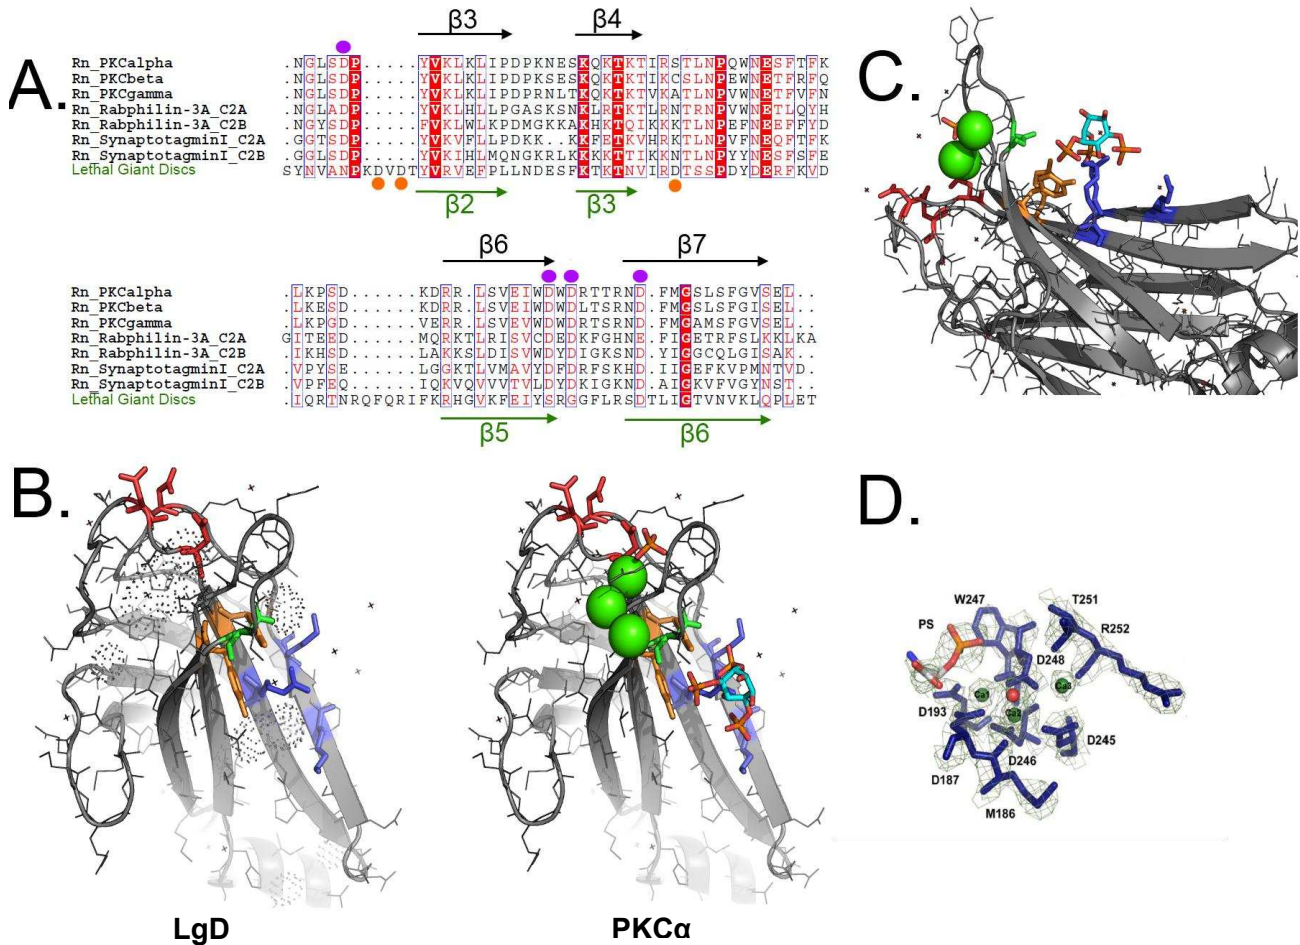 A.
β3
β4
Rn_PKCalpha .NGLSDP.....YVKLKLIPDPKNESKQKTKTIRSTLNPQWNESFTFK
Rn_PKCbeta .NGLSDP.....YVKLKLIPDPKSESKQKTKTIKCSLNPEWNETFRFQ
Rn_PKCgamma .NGLSDP.....YVKLKLIPDPRNLTKQKTKTVKATLNPVWNETFVFN
Rn_Rabphilin-3A_C2A .NGLADP.....YVKLHLLPGASKSNKLRTKTLRNTRNPVWNETLQYH
Rn_Rabphilin-3A_C2B .NGYSDP.....FVKLWLKPDMGKKAKHKTQIKKKTLNPEFNEEFFYD
Rn_SynaptotagminI_C2A .GGTSDP.....YVKVFLLPDKK..KKFETKVHRKTLNPVFNEQFTFK
Rn_SynaptotagminI_C2B .GGLSDP.....YVKIHLMQNGKRLKKKKTTIKKNTLNPYYNESFSFE
Lethal Giant Discs SYNVANPKDVDTYVRVEFPLLNDESFKTKTNTIRDTSSPDYDERFKVD
β2
β3
β6
β7
Rn_PKCalpha .LKPSD......KDRR.LSVEIWDWDRTTRND.FMGSLSFGVSEL..
Rn_PKCbeta .LKESD......KDRR.LSVEIWDWDLTSRND.FMGSLSFGISEL..
Rn_PKCgamma .LKPGD......VERR.LSVEVWDWDRTSRND.FMGAMSFGVSEL..
Rn_Rabphilin-3A_C2A GITEED......MQRKTLRISVCDEDKFGHNE.FIGETRFSLKKLKA
Rn_Rabphilin-3A_C2B .IKHSD......LAKKSLDISVWDYDIGKSND.YIGGCQLGISAK..
Rn_SynaptotagminI_C2A .VPYSE......LGGKTLVMAVYDFDRFSKHD.IIGEFKVPMNTVD.
Rn_SynaptotagminI_C2B .VPFEQ......IQKVQVVVTVLDYDKIGKND.AIGKVFVGYNST..
Lethal Giant Discs .IQRTNRQFQRIFKRHGVKFEIYSRGGFLRSDTLIGTVNVKLQPLET
β5
β6
B.
LgD
PKCα
C.
D.
W247
T251
PS
R252
D248
Ca1
Ca3
Ca2
D193
D245
D246
D187
M186